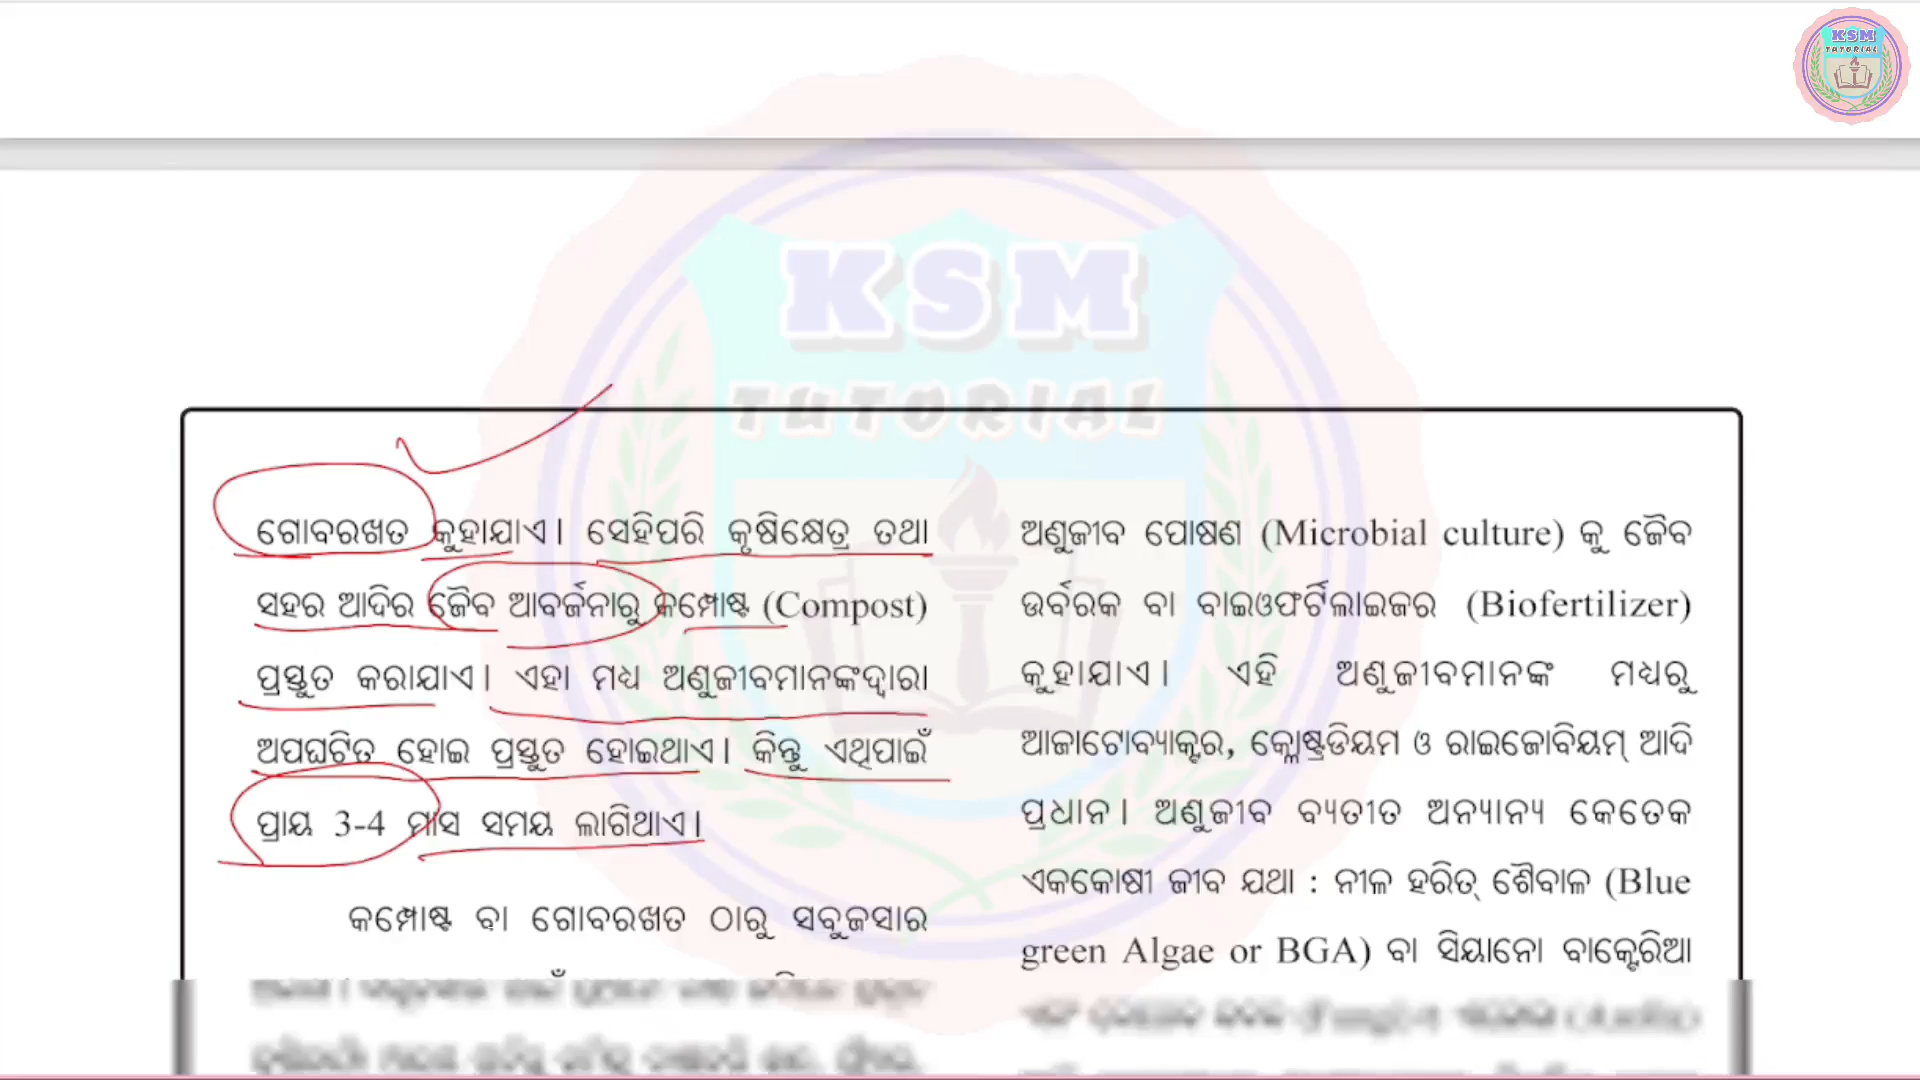 KSM
TUTORIAL
KSM
TUTORIAL
ଗୋବରଖତ କୁହାଯାଏ। ସେହିପରି କୃଷିକ୍ଷେତ୍ର ତଥା
ସହର ଆଦିର ଜୈବ ଆବର୍ଜନାରୁ କମ୍ପୋଷ୍ଟ (Compost)
ପ୍ରସ୍ତୁତ କରାଯାଏ। ଏହା ମଧ୍ୟ ଅଣୁଜୀବମାନଙ୍କଦ୍ୱାରା
ଅପଘଟିତ ହୋଇ ପ୍ରସ୍ତୁତ ହୋଇଥାଏ। କିନ୍ତୁ ଏଥିପାଇଁ
ପ୍ରାୟ 3-4 ମାସ ସମୟ ଲାଗିଥାଏ।
କମ୍ପୋଷ୍ଟ ବା ଗୋବରଖତ ଠାରୁ ସବୁଜସାର
ଅଣୁଜୀବ ପୋଷଣ (Microbial culture) କୁ ଜୈବ
ଉର୍ବରକ ବା ବାଇଓଫର୍ଟିଲାଇଜର (Biofertilizer)
କୁହାଯାଏ। ଏହି ଅଣୁଜୀବମାନଙ୍କ ମଧ୍ୟରୁ
ଆଜାଟୋବ୍ୟାକ୍ଟର, କ୍ଲୋଷ୍ଟ୍ରିଡିୟମ ଓ ରାଇଜୋବିୟମ୍ ଆଦି
ପ୍ରଧାନ। ଅଣୁଜୀବ ବ୍ୟତୀତ ଅନ୍ୟାନ୍ୟ କେତେକ
ଏକକୋଷୀ ଜୀବ ଯଥା : ନୀଳ ହରିତ୍ ଶୈବାଳ (Blue
green Algae or BGA) ବା ସିୟାନୋ ବାକ୍ଟେରିଆ